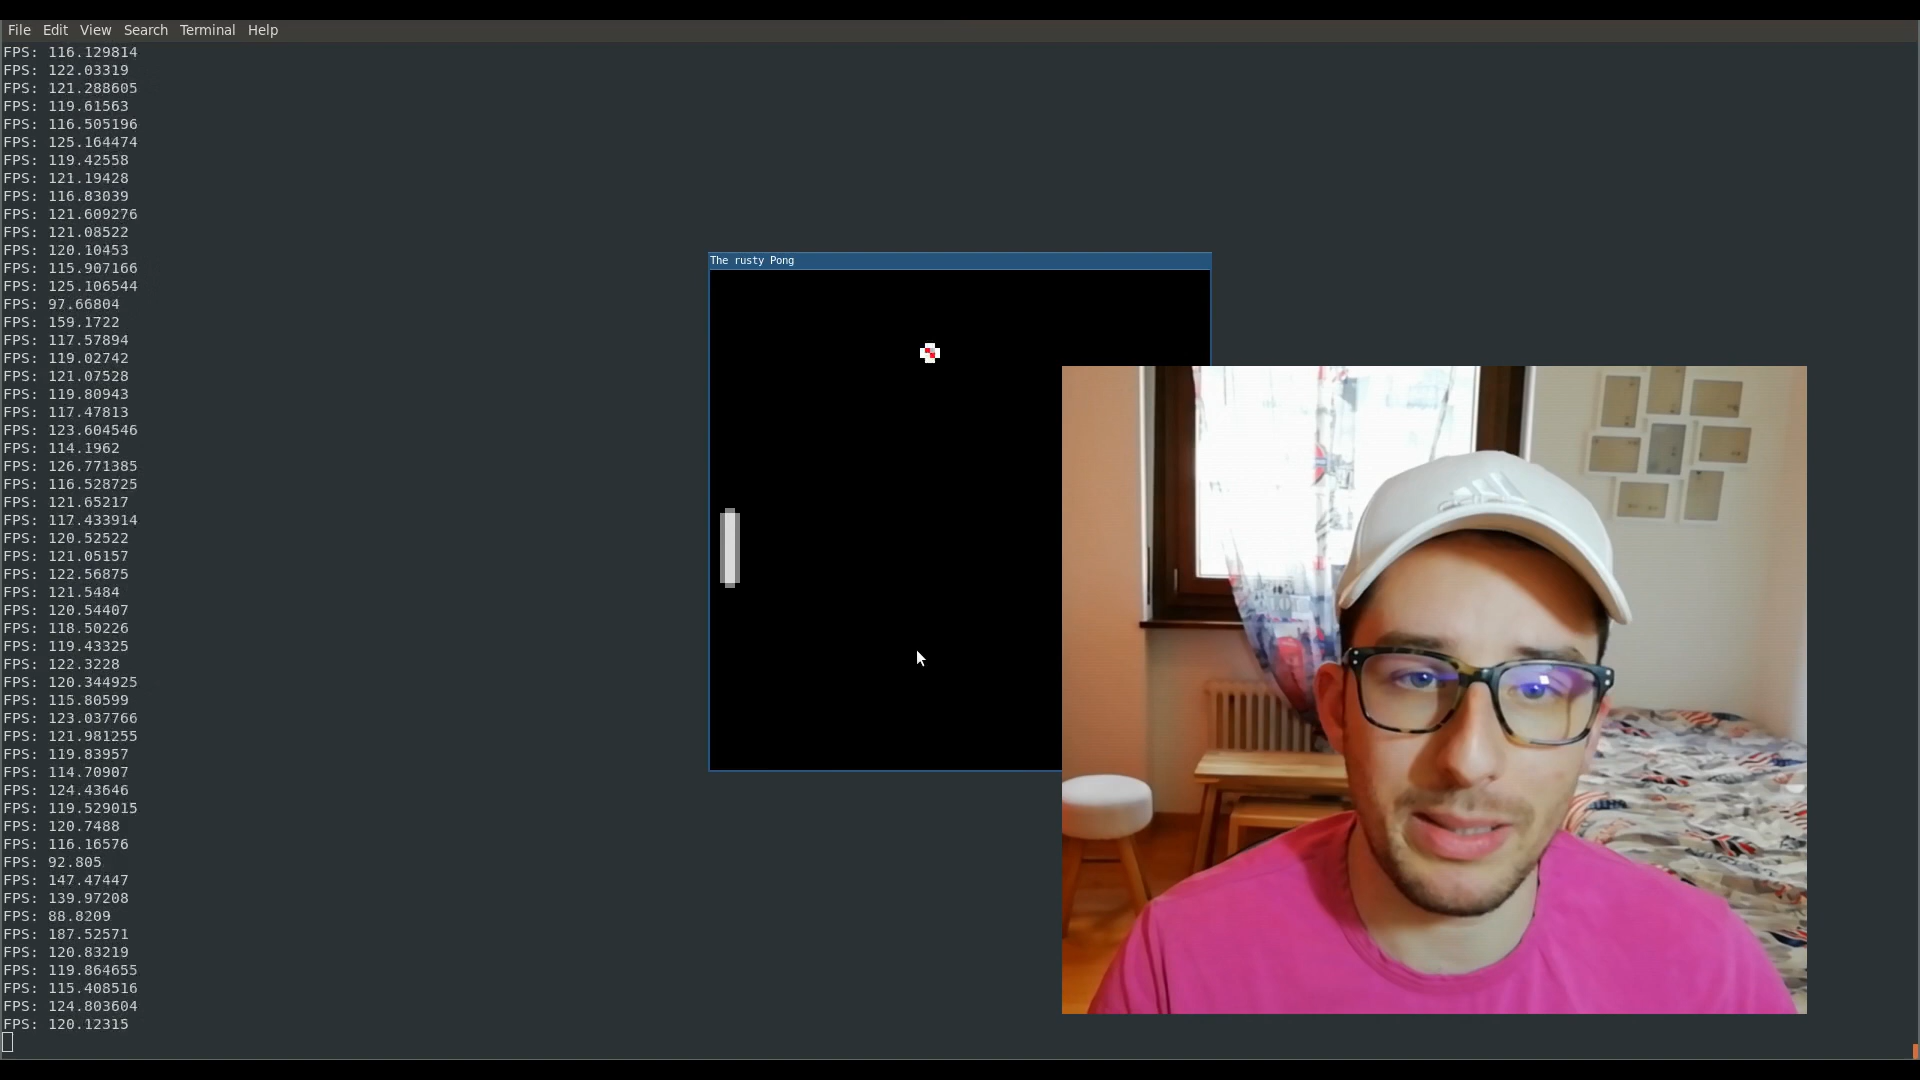 File Edit View Search Terminal Help
FPS: 116.129814
FPS: 122.03319
FPS: 121.288605
FPS: 119.61563
FPS: 116.505196
FPS: 125.164474
FPS: 119.42558
FPS: 121.19428
FPS: 116.83039
FPS: 121.609276
FPS: 121.08522
FPS: 120.10453
FPS: 115.907166
FPS: 125.106544
FPS: 97.66804
FPS: 159.1722
FPS: 117.57894
FPS: 119.02742
FPS: 121.07528
FPS: 119.80943
FPS: 117.47813
FPS: 123.604546
FPS: 114.1962
FPS: 126.771385
FPS: 116.528725
FPS: 121.65217
FPS: 117.433914
FPS: 120.52522
FPS: 121.05157
FPS: 122.56875
FPS: 121.5484
FPS: 120.54407
FPS: 118.50226
FPS: 119.43325
FPS: 122.3228
FPS: 120.344925
FPS: 115.80599
FPS: 123.037766
FPS: 121.981255
FPS: 119.83957
FPS: 114.70907
FPS: 124.43646
FPS: 119.529015
FPS: 120.7488
FPS: 116.16576
FPS: 92.805
FPS: 147.47447
FPS: 139.97208
FPS: 88.8209
FPS: 187.52571
FPS: 120.83219
FPS: 119.864655
FPS: 115.408516
FPS: 124.803604
FPS: 120.12315
The rusty Pong